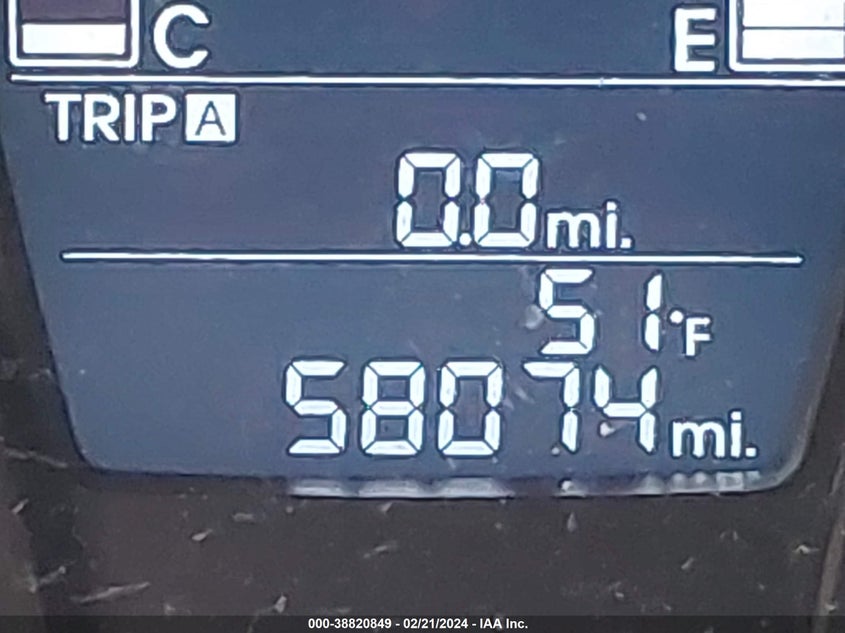 C E
TRIP A
0.0 mi.
51°F
58074 mi.
000-38820849 - 02/21/2024 - IAA Inc.